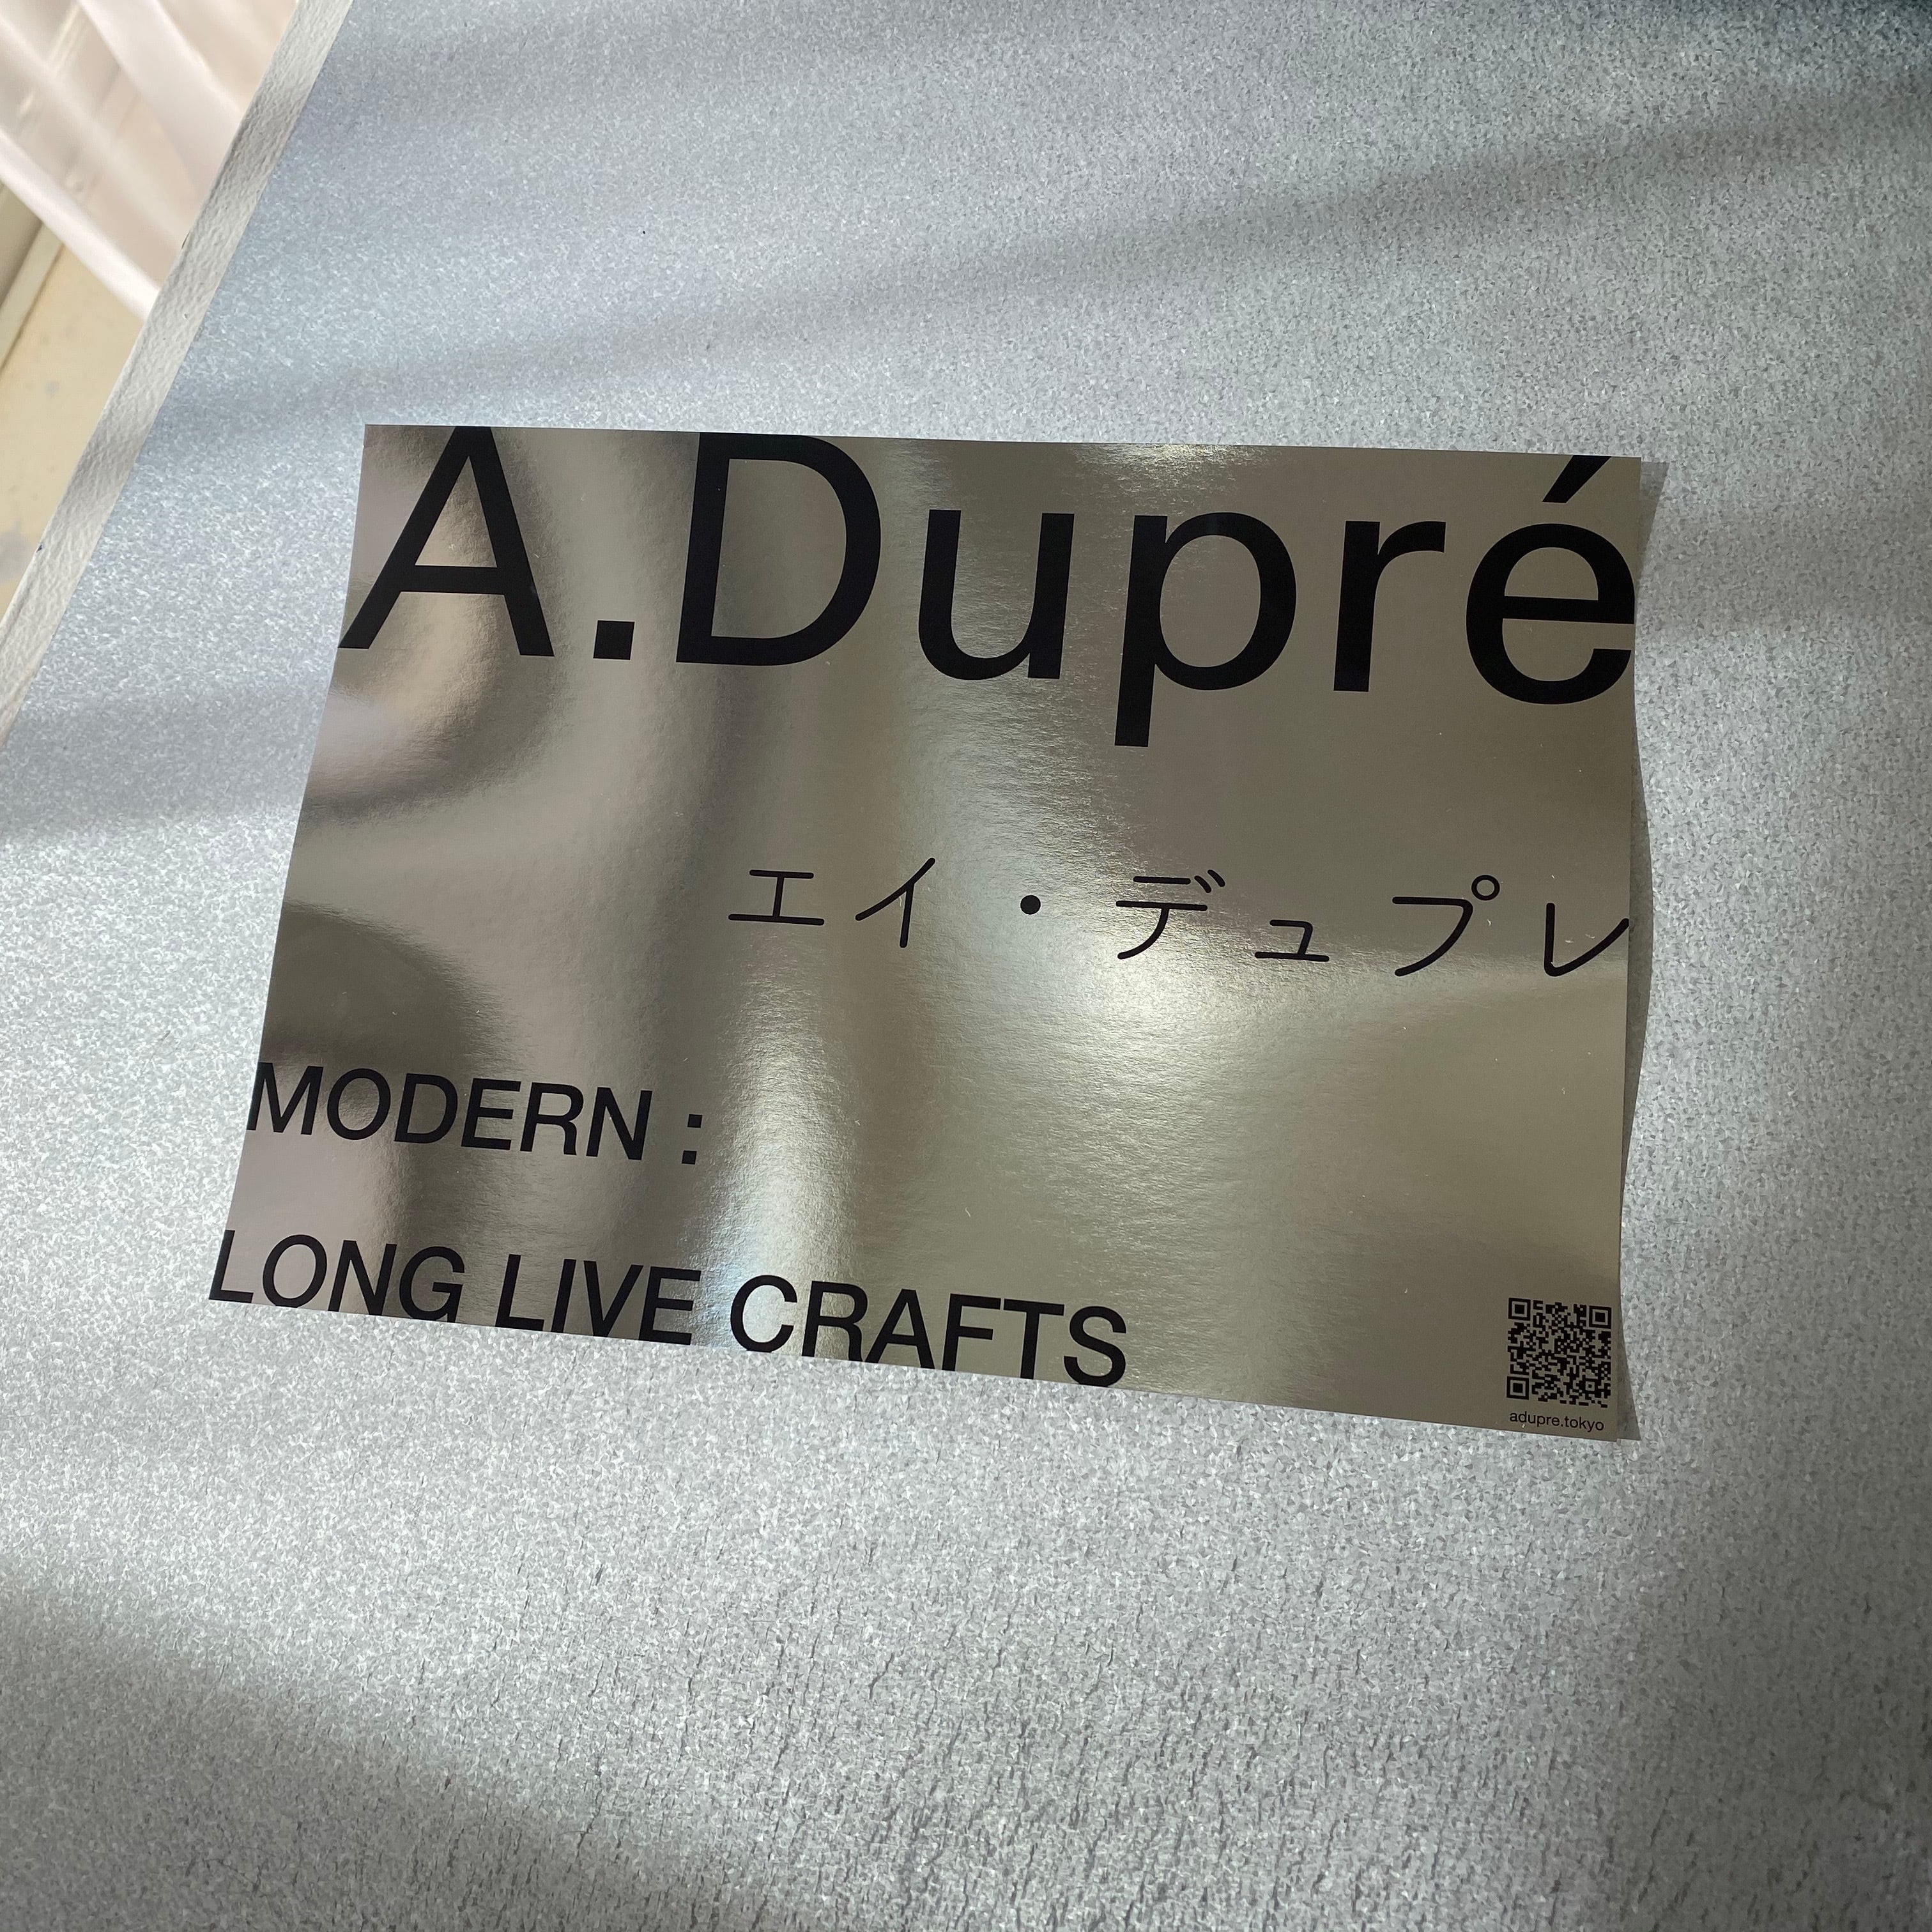 A.Dupré
エイ・デュプレ
MODERN :
LONG LIVE CRAFTS
adupre.tokyo